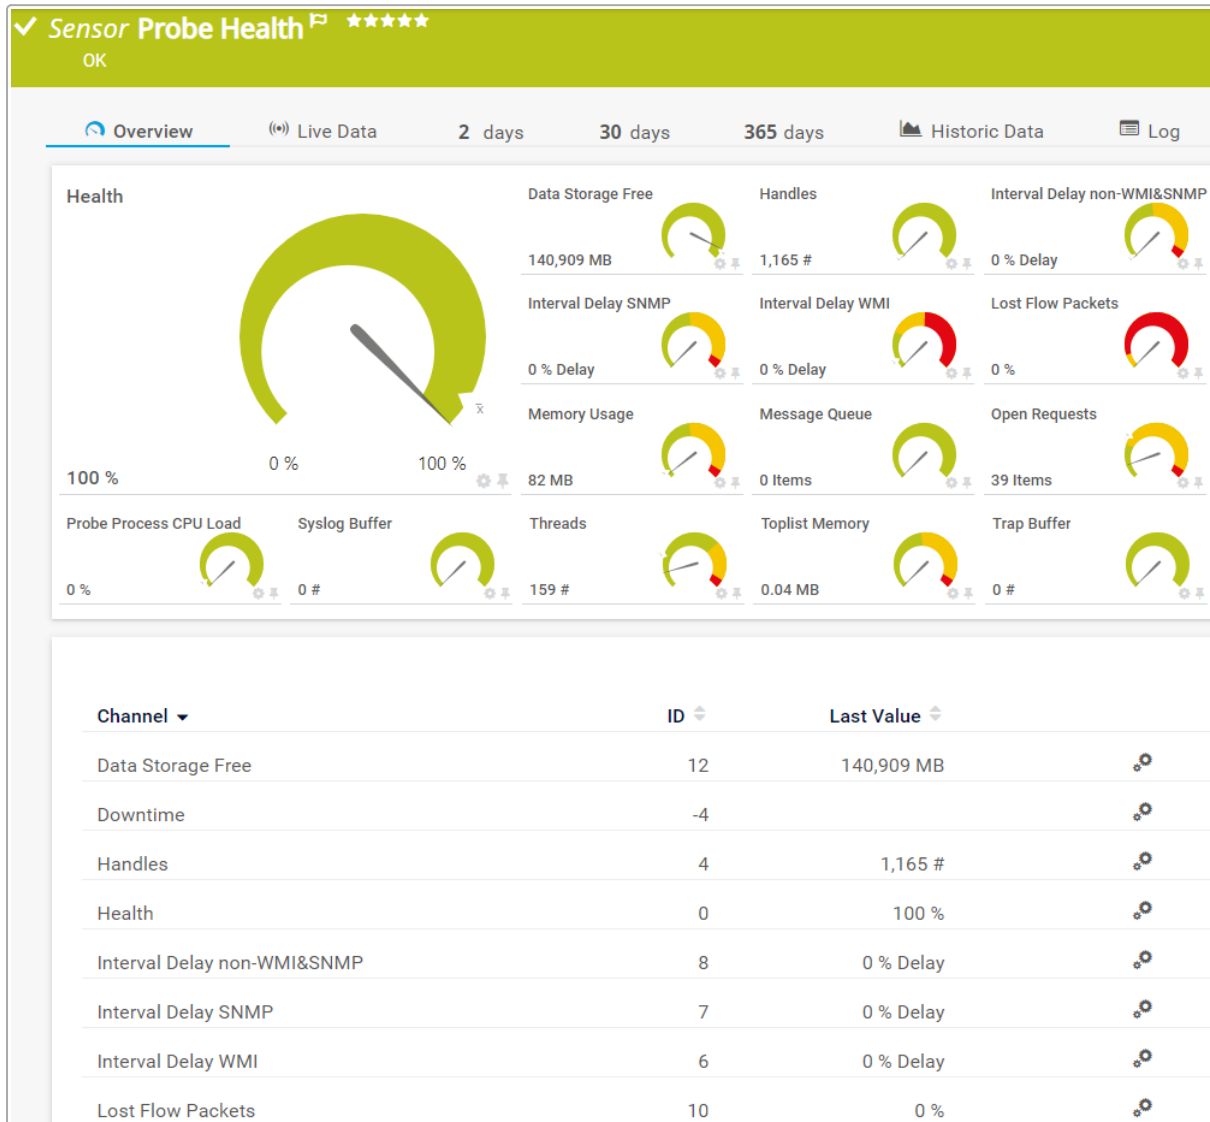 Sensor Probe Health
OK
Overview Live Data 2 days 30 days 365 days Historic Data Log
Health
0 % 100 %
x̄
100 %
Data Storage Free
140,909 MB
Handles
1,165 #
Interval Delay non-WMI&SNMP
0 % Delay
Interval Delay SNMP
0 % Delay
Interval Delay WMI
0 % Delay
Lost Flow Packets
0 %
Memory Usage
82 MB
Message Queue
0 Items
Open Requests
39 Items
Probe Process CPU Load
0 %
Syslog Buffer
0 #
Threads
159 #
Toplist Memory
0.04 MB
Trap Buffer
0 #
Channel ID Last Value
Data Storage Free 12 140,909 MB
Downtime -4
Handles 4 1,165 #
Health 0 100 %
Interval Delay non-WMI&SNMP 8 0 % Delay
Interval Delay SNMP 7 0 % Delay
Interval Delay WMI 6 0 % Delay
Lost Flow Packets 10 0 %